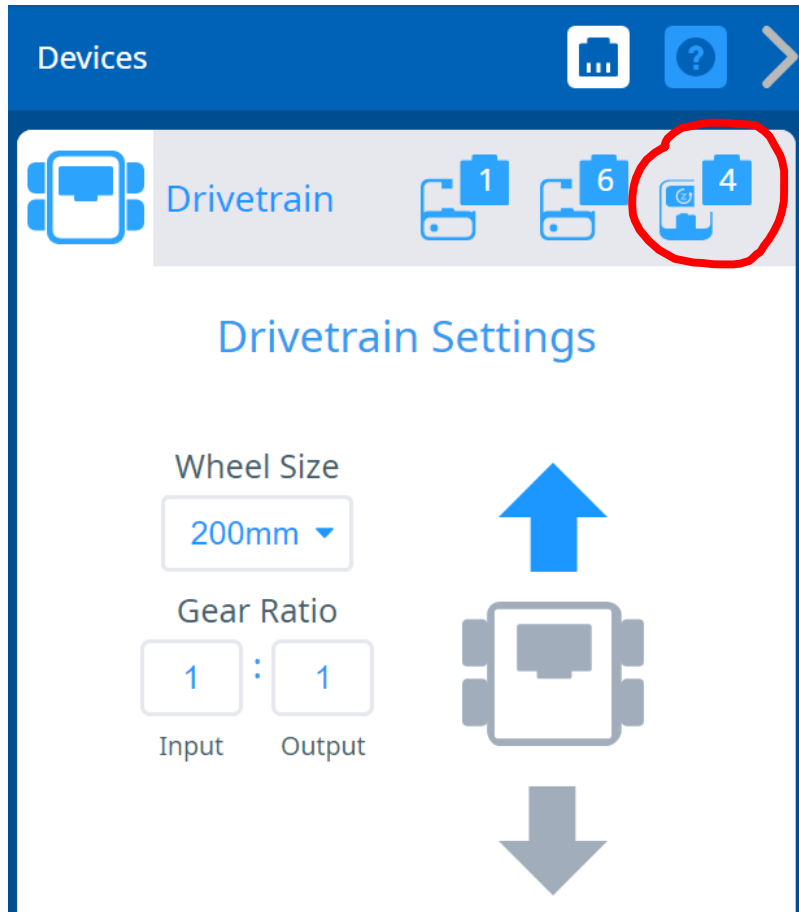 Devices
?
Drivetrain 1 6 4
Drivetrain Settings
Wheel Size
200mm
Gear Ratio
1 : 1
Input Output